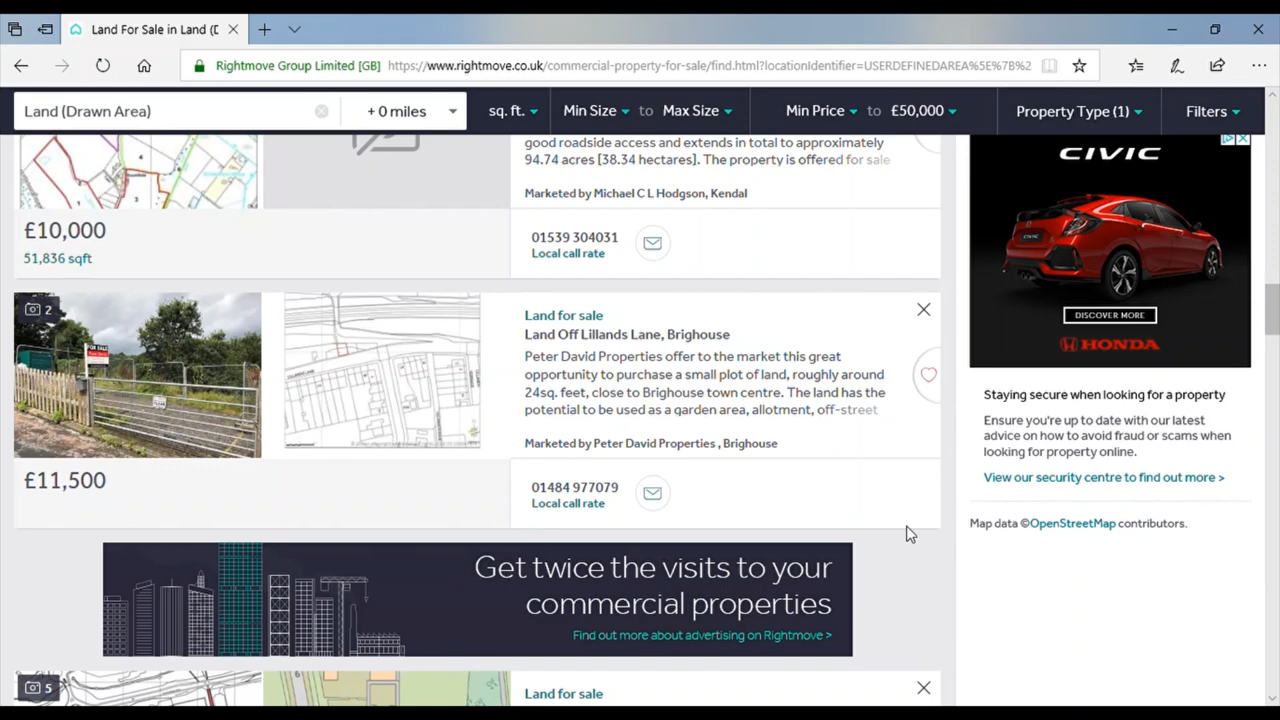 Land For Sale in Land (D
Rightmove Group Limited [GB] https://www.rightmove.co.uk/commercial-property-for-sale/find.html?locationIdentifier=USERDEFINEDAREA%5E%7B%2
Land (Drawn Area)
+ 0 miles
sq. ft.
Min Size to Max Size
Min Price to £50,000
Property Type (1)
Filters
good roadside access and extends in total to approximately
94.74 acres [38.34 hectares]. The property is offered for sale
Marketed by Michael C L Hodgson, Kendal
£10,000
51,836 sqft
01539 304031
Local call rate
2
Land for sale
Land Off Lillands Lane, Brighouse
Peter David Properties offer to the market this great
opportunity to purchase a small plot of land, roughly around
24sq. feet, close to Brighouse town centre. The land has the
potential to be used as a garden area, allotment, off-street
Marketed by Peter David Properties , Brighouse
FOR SALE
£11,500
01484 977079
Local call rate
Get twice the visits to your
commercial properties
Find out more about advertising on Rightmove >
5
Land for sale
CIVIC
DISCOVER MORE
HONDA
Staying secure when looking for a property
Ensure you're up to date with our latest
advice on how to avoid fraud or scams when
looking for property online.
View our security centre to find out more >
Map data ©OpenStreetMap contributors.